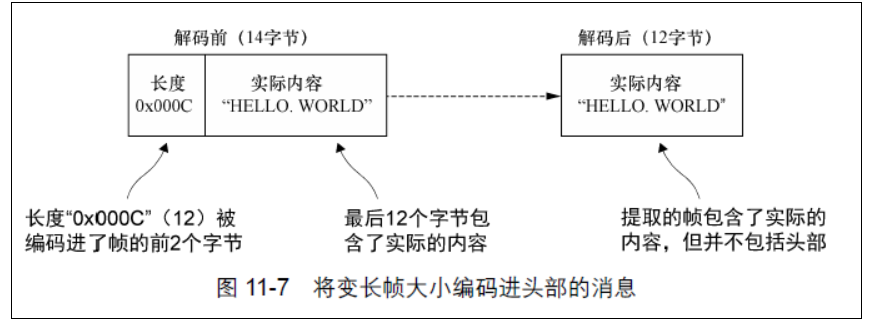 解码前（14字节）
解码后（12字节）
长度
0x000C
实际内容
“HELLO. WORLD”
实际内容
“HELLO. WORLD”
长度“0x000C”（12）被
编码进了帧的前2个字节
最后12个字节包
含了实际的内容
提取的帧包含了实际的
内容，但并不包括头部
图 11-7 将变长帧大小编码进头部的消息